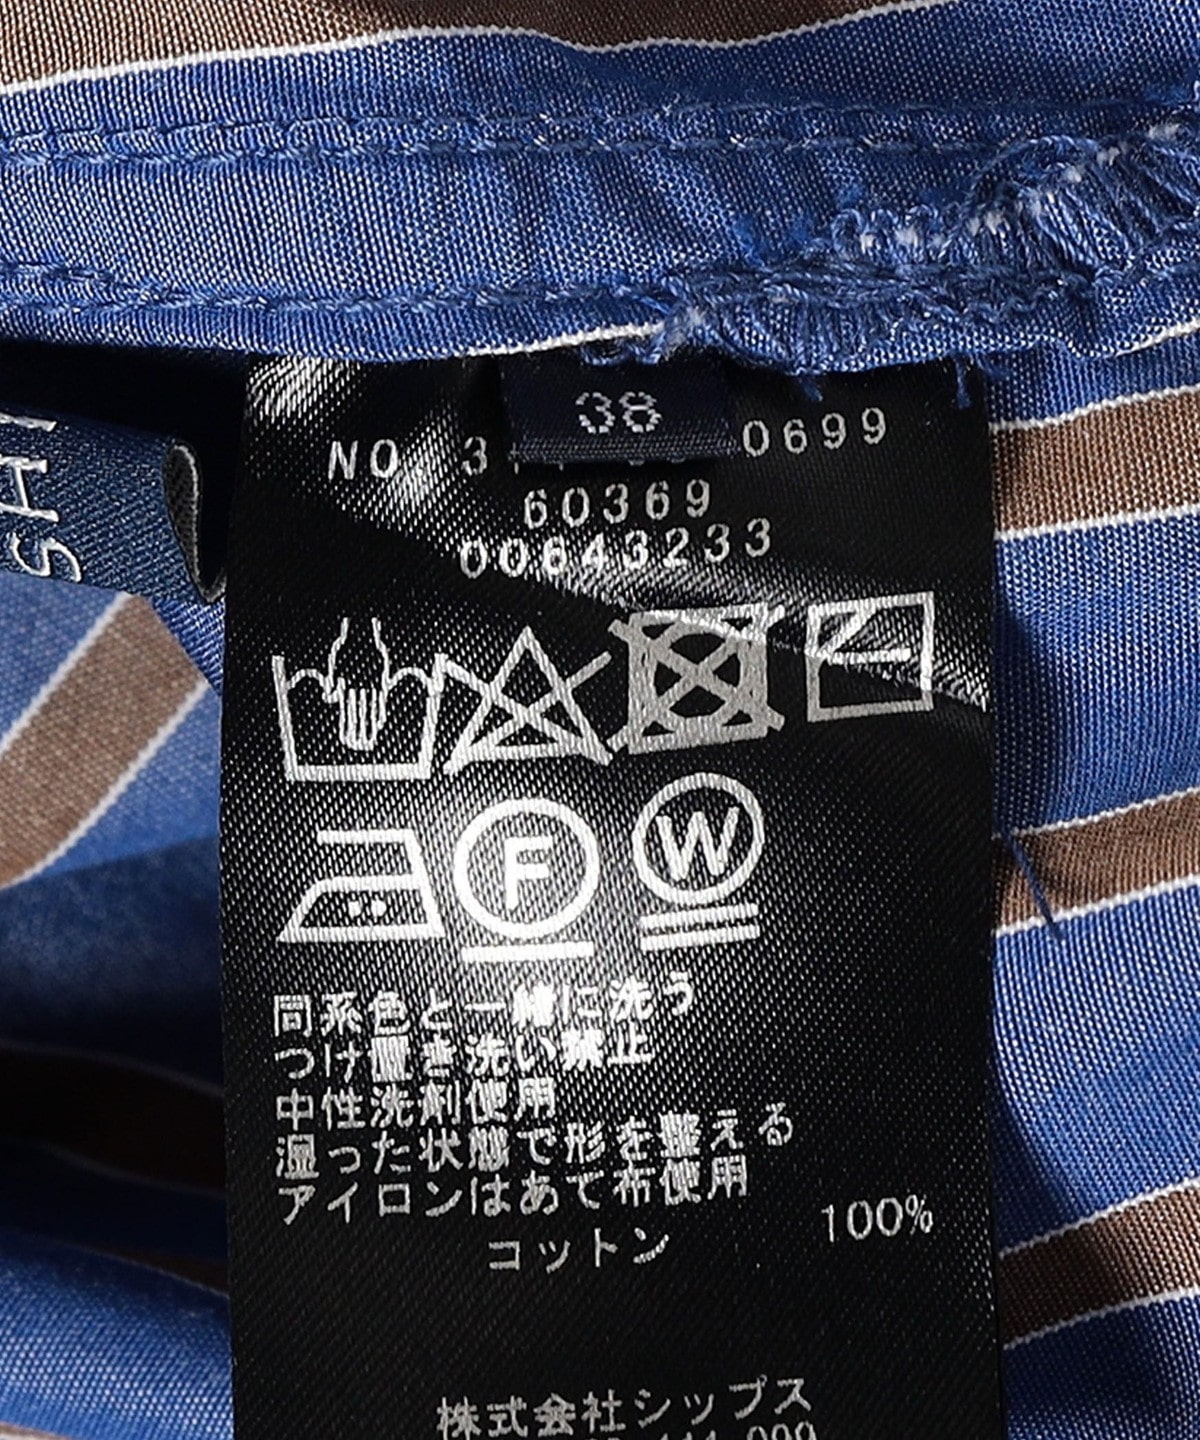 38
NO. 0699
60369
00643233
F
W
同系色と一緒に洗う
つけ置き洗い禁止
中性洗剤使用
湿った状態で形を整える
アイロンはあて布使用
コットン 100%
株式会社シップス
SH